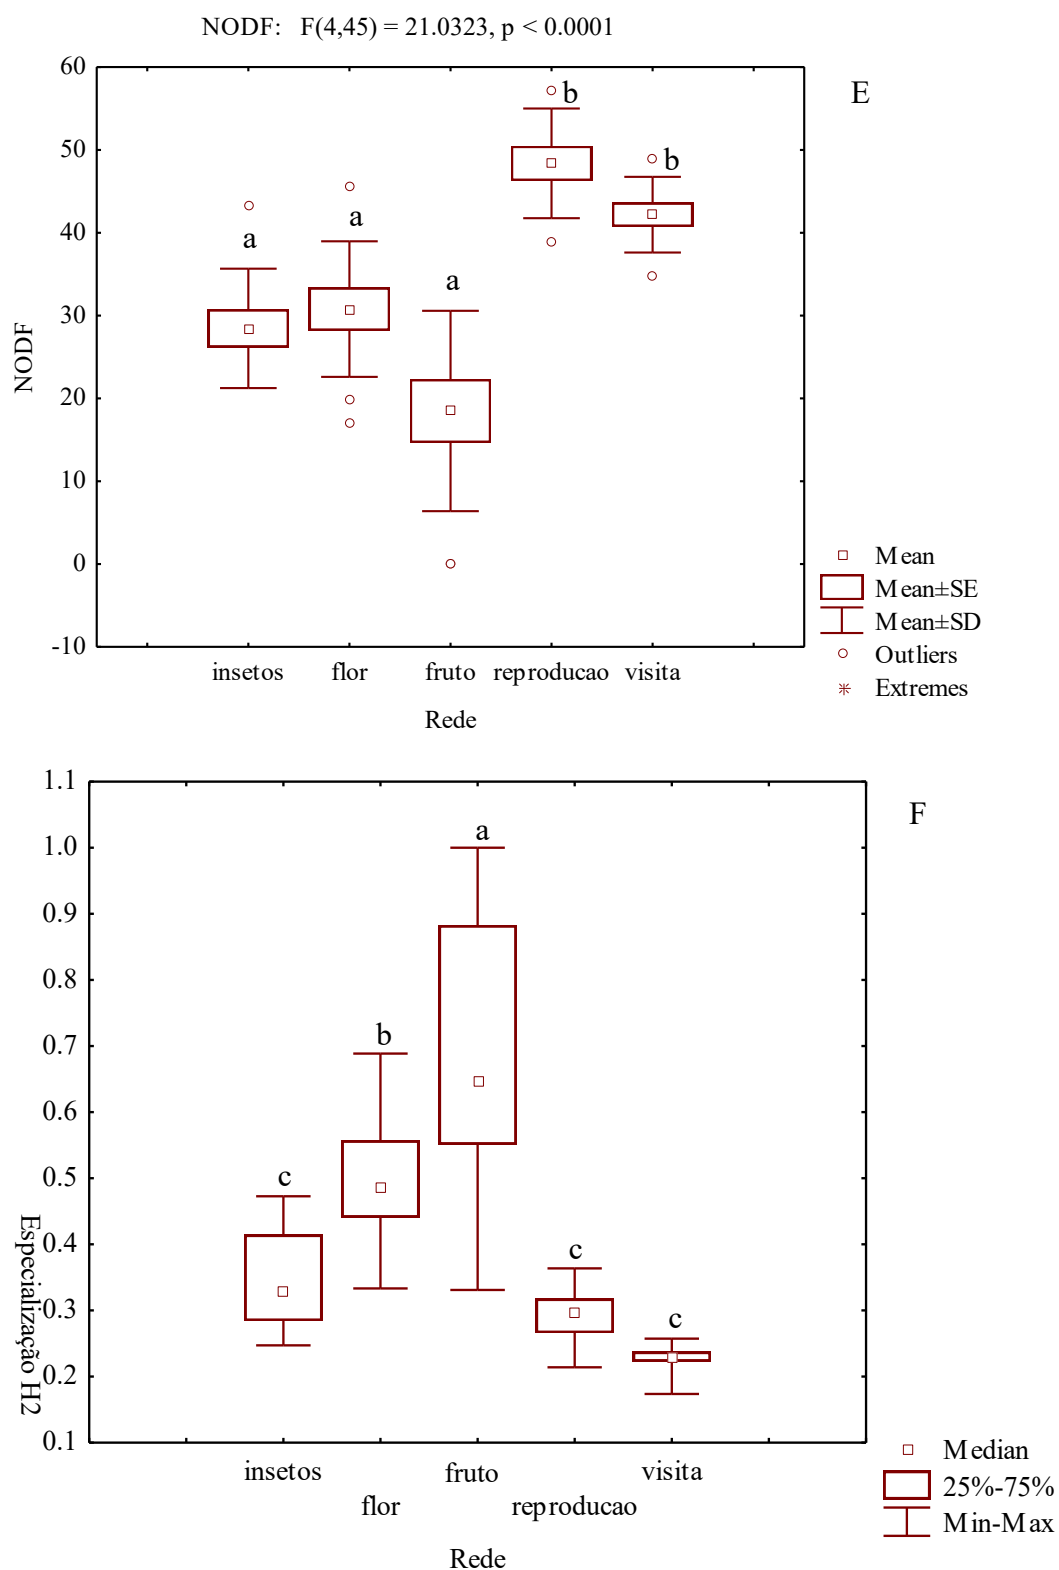 NODF: F(4,45) = 21.0323, p < 0.0001
E
60
50
40
30
20
10
0
-10
NODF
a
a
a
b
b
insetos flor fruto reproducao visita
Rede
Mean
Mean±SE
Mean±SD
Outliers
Extremes
F
1.1
1.0
0.9
0.8
0.7
0.6
0.5
0.4
0.3
0.2
0.1
Especialização H2
c
b
a
c
c
insetos fruto visita
flor reproducao
Rede
Median
25%-75%
Min-Max